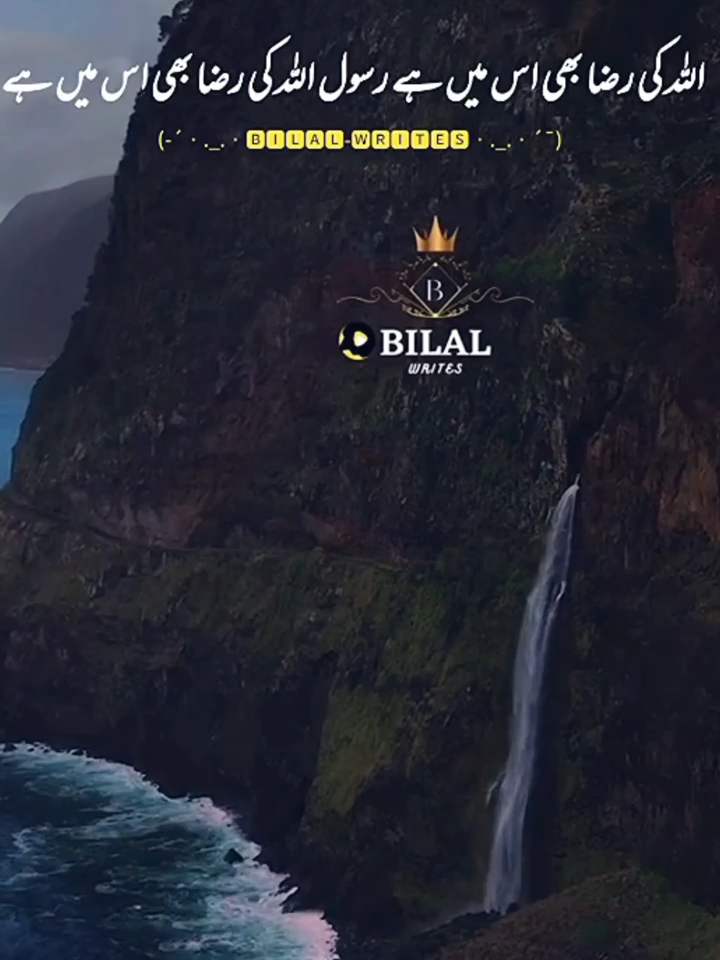 اللہ کی رضا بھی اس میں ہے رسول اللہ کی رضا بھی اس میں ہے
(-´ · ._. · BILAL-WRITES · ._. · ´¯)
B
BILAL
WRITES